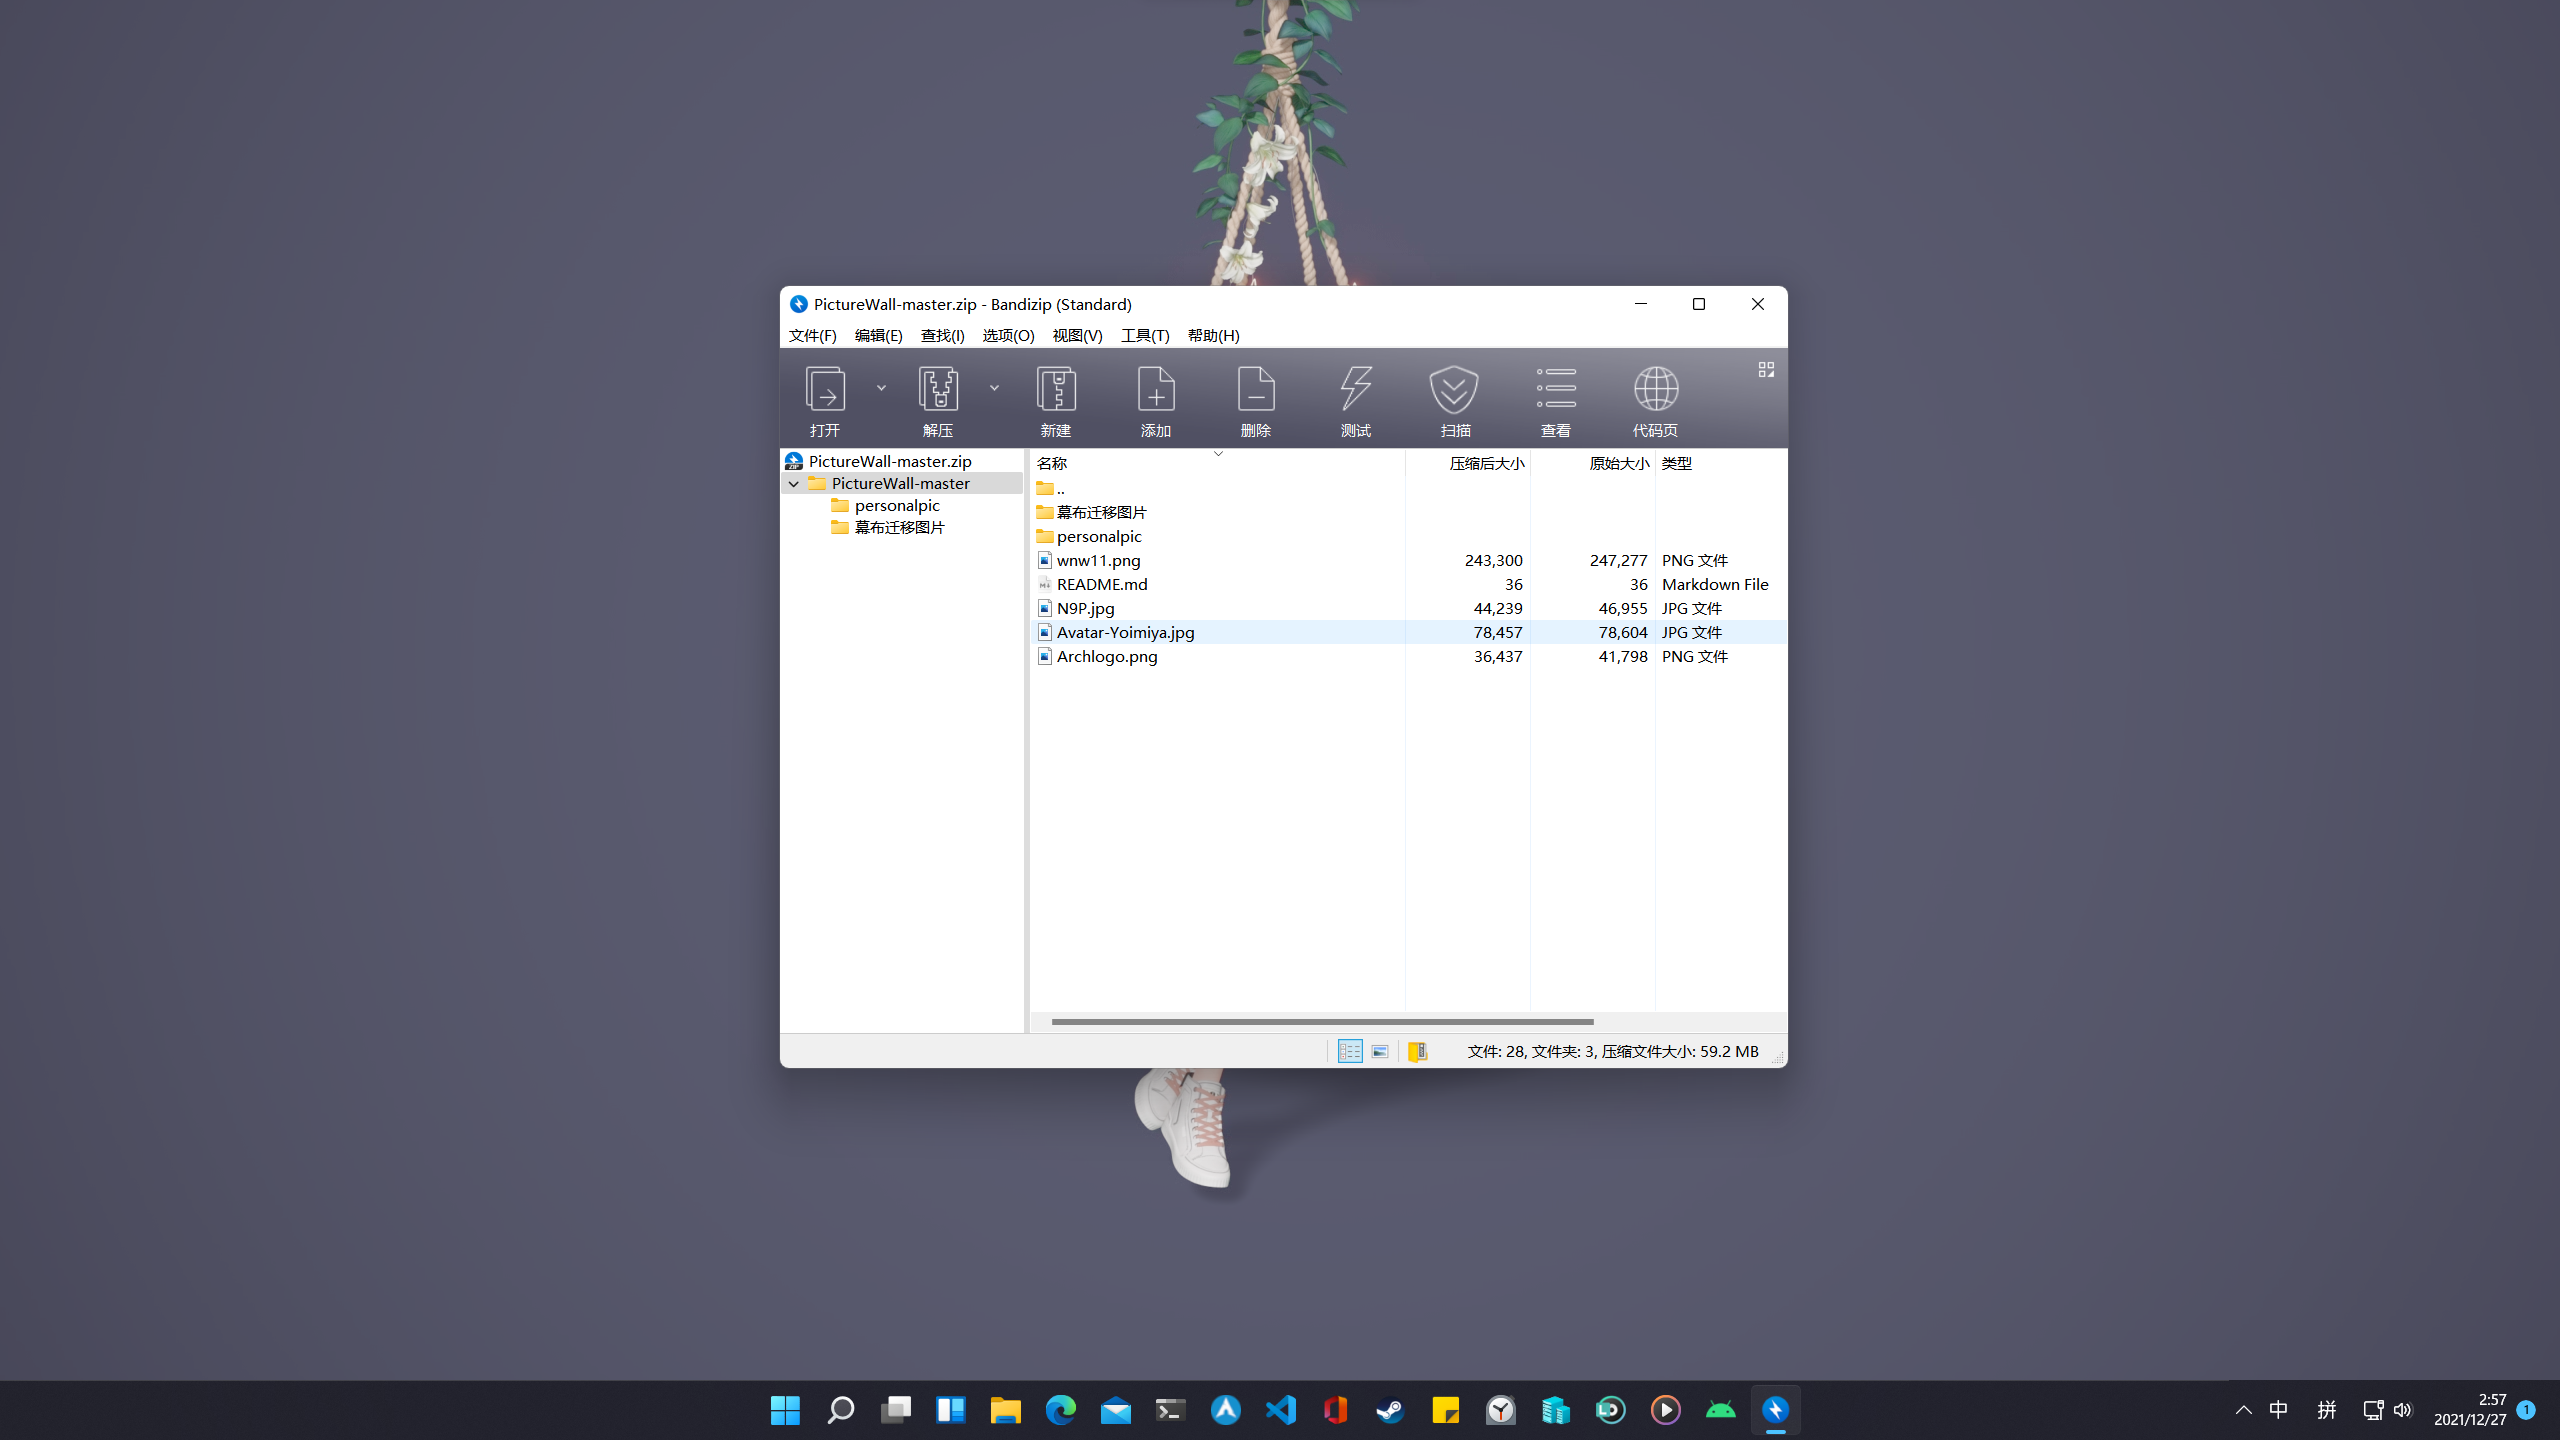 PictureWall-master.zip - Bandizip (Standard)
文件(F) 编辑(E) 查找(I) 选项(O) 视图(V) 工具(T) 帮助(H)
打开 解压 新建 添加 删除 测试 扫描 查看 代码页
PictureWall-master.zip
PictureWall-master
personalpic
幕布迁移图片
名称 压缩后大小 原始大小 类型
..
幕布迁移图片
personalpic
wnw11.png 243,300 247,277 PNG 文件
README.md 36 36 Markdown File
N9P.jpg 44,239 46,955 JPG 文件
Avatar-Yoimiya.jpg 78,457 78,604 JPG 文件
Archlogo.png 36,437 41,798 PNG 文件
文件: 28, 文件夹: 3, 压缩文件大小: 59.2 MB
中 拼 2:57
2021/12/27 1